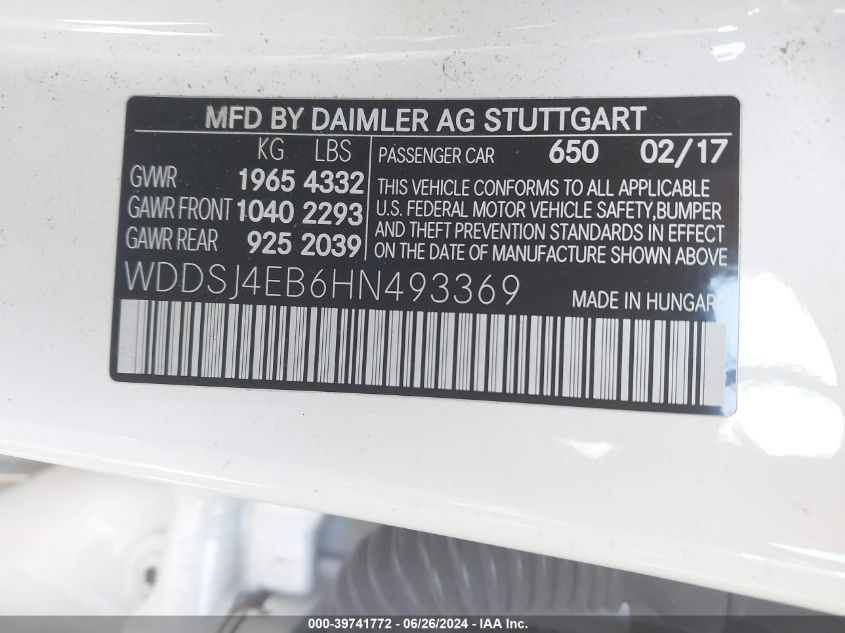 MFD BY DAIMLER AG STUTTGART
KG LBS
GVWR 1965 4332
GAWR FRONT 1040 2293
GAWR REAR 925 2039
PASSENGER CAR 650 02/17
THIS VEHICLE CONFORMS TO ALL APPLICABLE
U.S. FEDERAL MOTOR VEHICLE SAFETY,BUMPER
AND THEFT PREVENTION STANDARDS IN EFFECT
ON THE DATE OF MANUFACTURE SHOWN ABOVE
WDDSJ4EB6HN493369
MADE IN HUNGARY
000-39741772 - 06/26/2024 - IAA Inc.